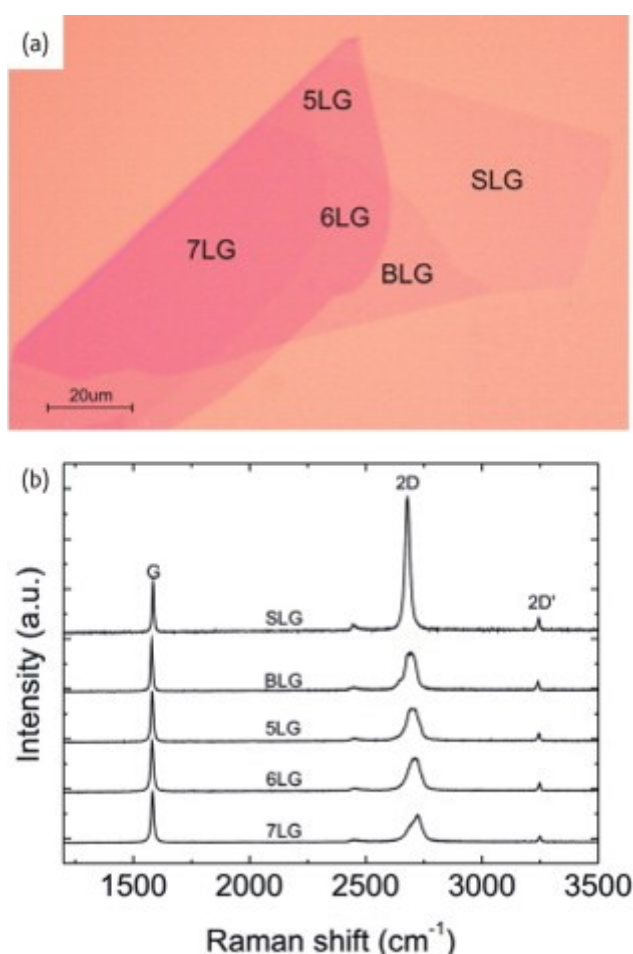 (a)
5LG
SLG
6LG
7LG
BLG
20um
(b)
2D
G
2D'
SLG
BLG
5LG
6LG
7LG
Intensity (a.u.)
1500 2000 2500 3000 3500
Raman shift (cm⁻¹)